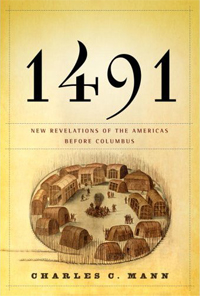 1491
NEW REVELATIONS OF THE AMERICAS
BEFORE COLUMBUS
CHARLES C. MANN